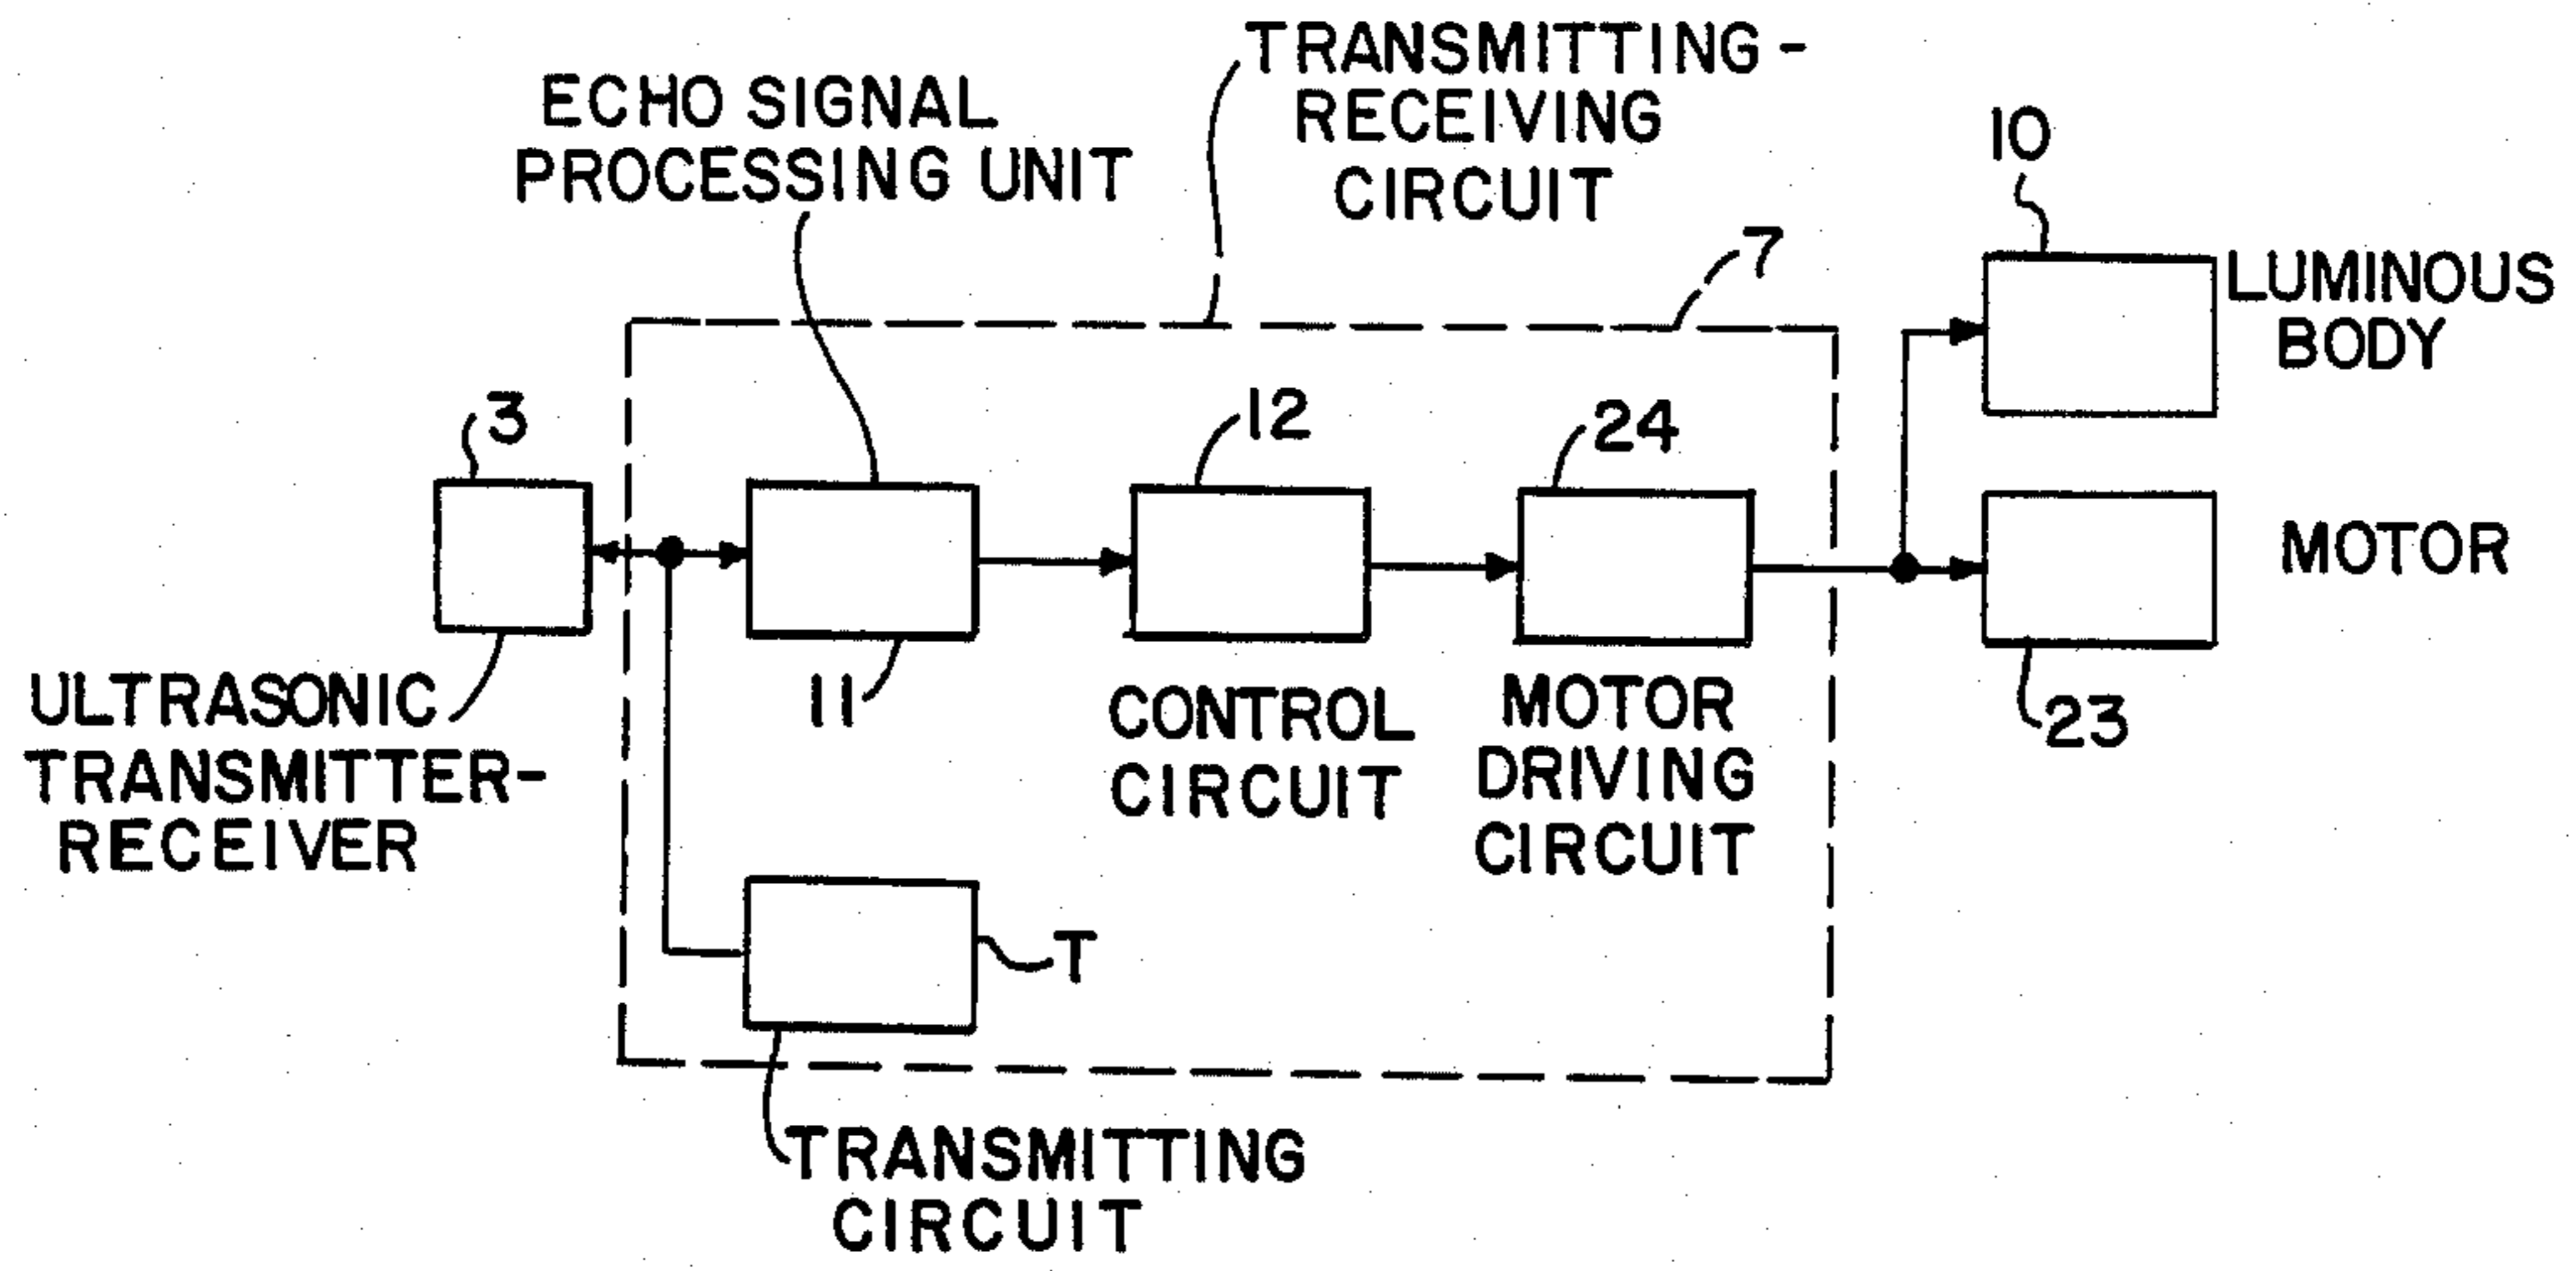 TRANSMITTING-
RECEIVING
CIRCUIT
ECHO SIGNAL
PROCESSING UNIT
10
7
LUMINOUS
BODY
3
12
24
MOTOR
11
23
ULTRASONIC
TRANSMITTER-
RECEIVER
CONTROL
CIRCUIT
MOTOR
DRIVING
CIRCUIT
T
TRANSMITTING
CIRCUIT